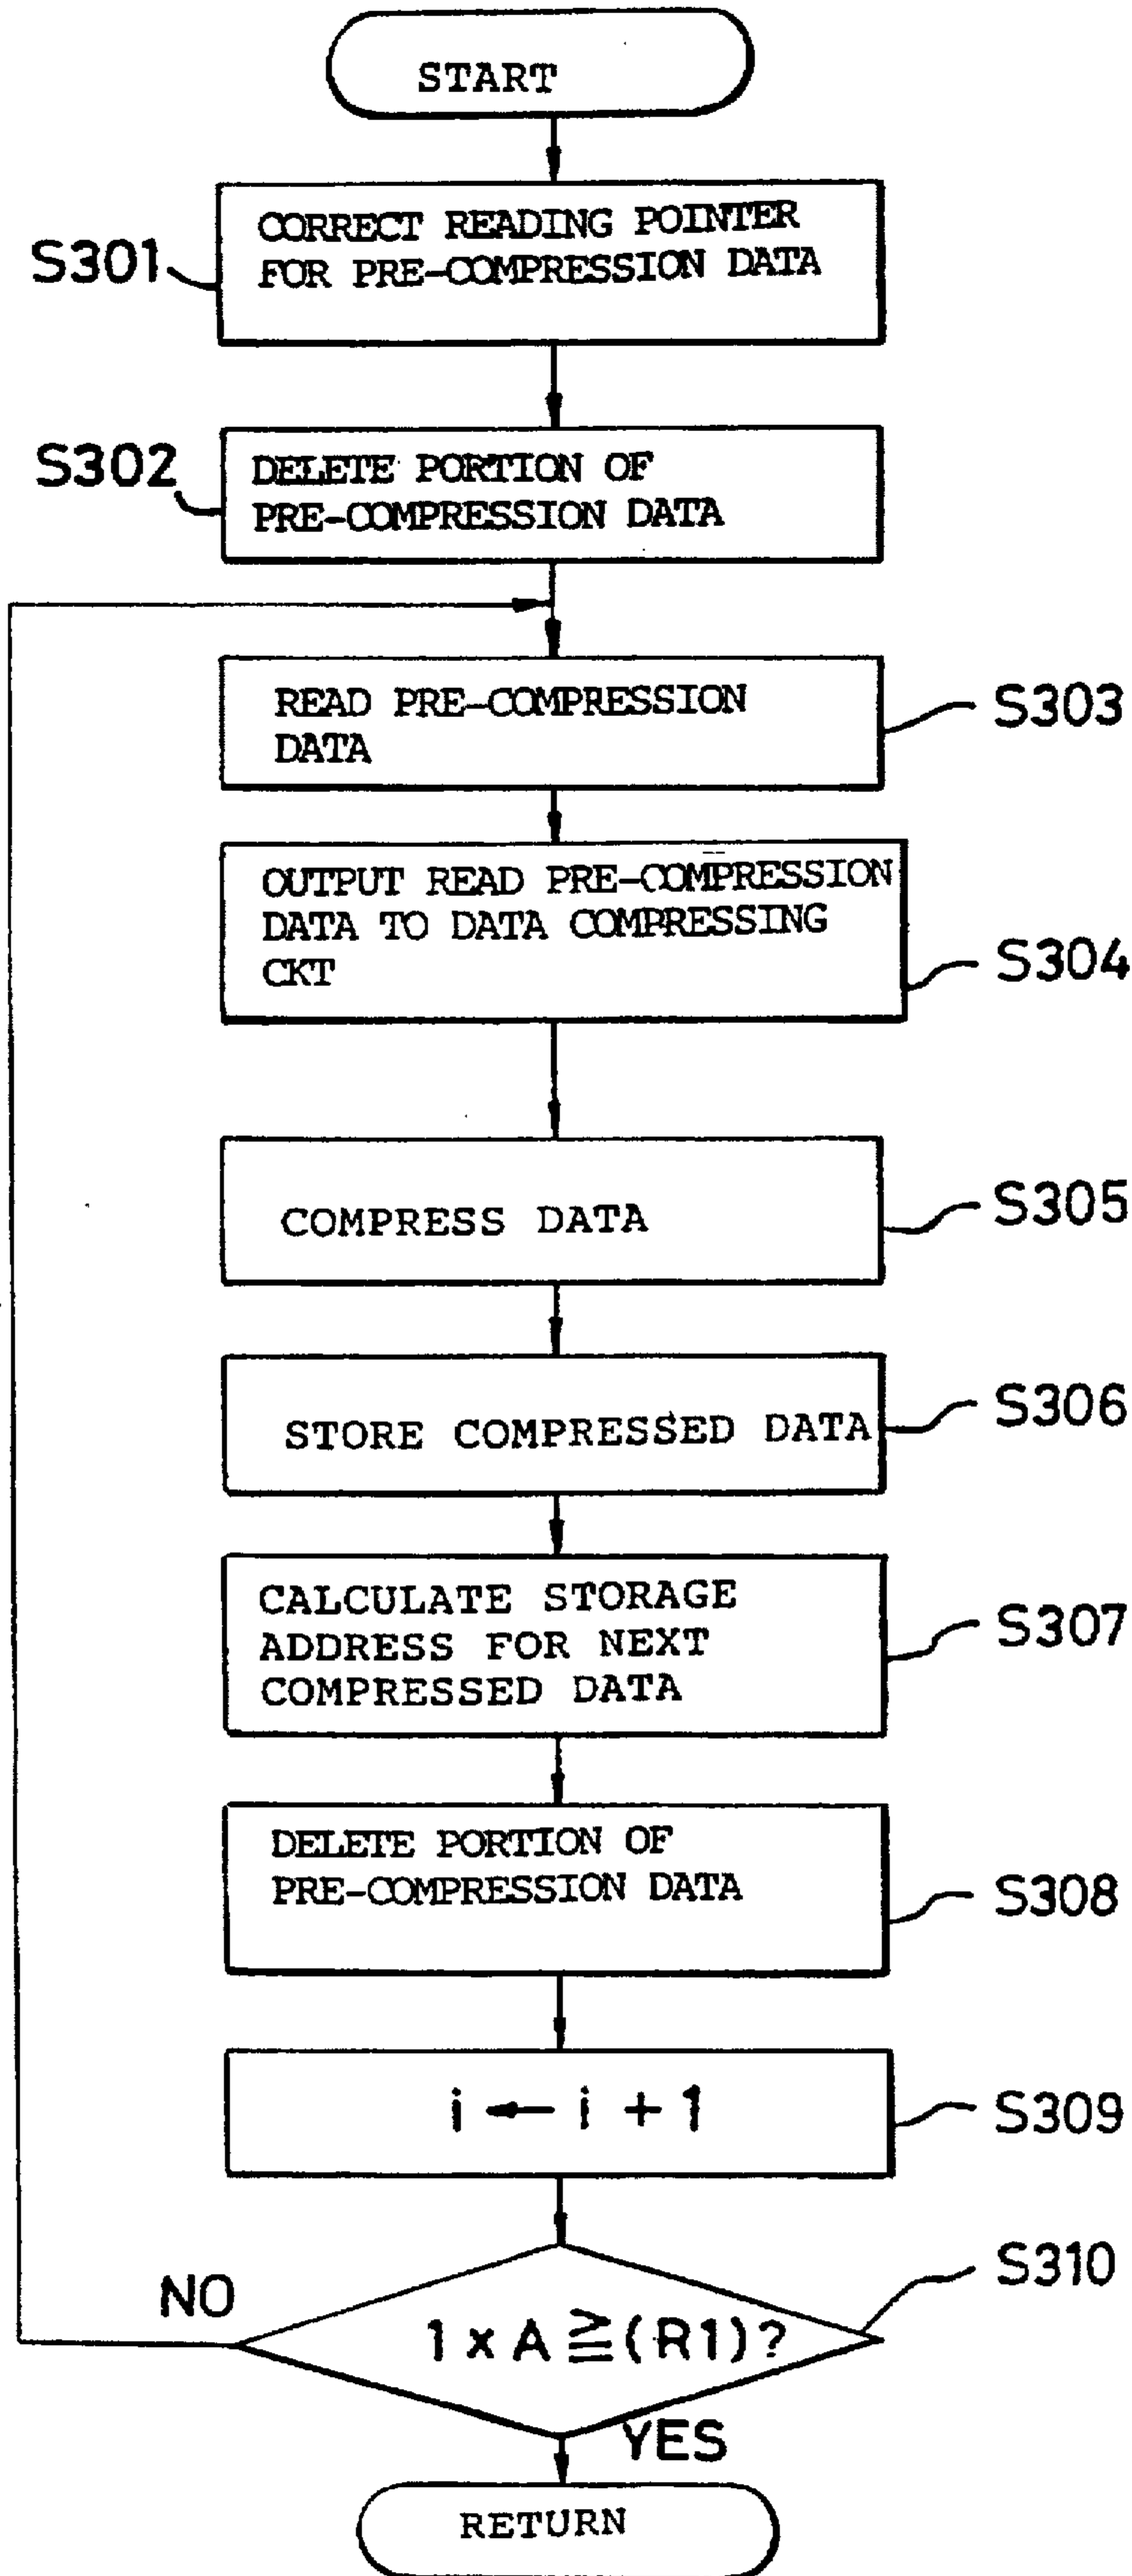 START
S301
CORRECT READING POINTER
FOR PRE-COMPRESSION DATA
S302
DELETE PORTION OF
PRE-COMPRESSION DATA
READ PRE-COMPRESSION
DATA
S303
OUTPUT READ PRE-COMPRESSION
DATA TO DATA COMPRESSING
CKT
S304
COMPRESS DATA
S305
STORE COMPRESSED DATA
S306
CALCULATE STORAGE
ADDRESS FOR NEXT
COMPRESSED DATA
S307
DELETE PORTION OF
PRE-COMPRESSION DATA
S308
i ← i + 1
S309
S310
NO
1 x A ≧ (R1)?
YES
RETURN